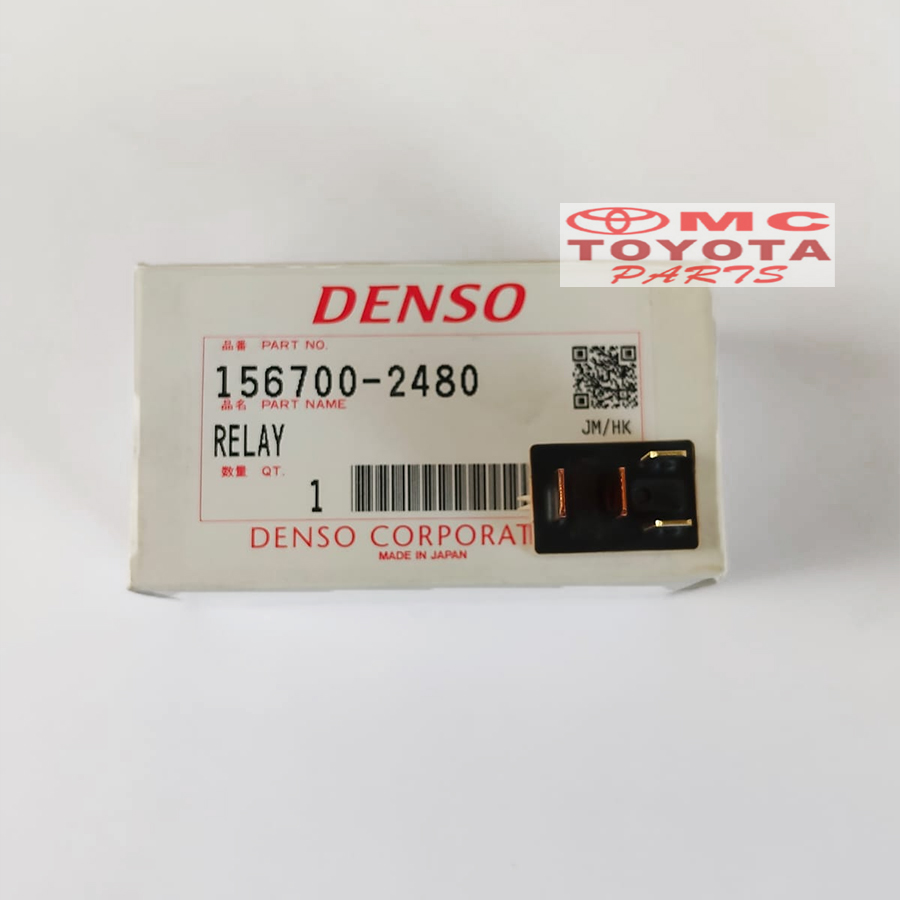 MC
TOYOTA
PARTS
DENSO
品番 PART NO.
156700-2480
品名 PART NAME
RELAY
JM/HK
数量 QT.
1
DENSO CORPORAT
MADE IN JAPAN